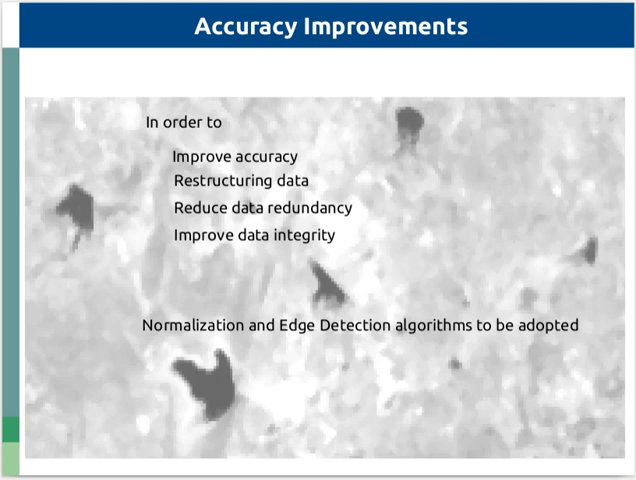 Accuracy Improvements
In order to
Improve accuracy
Restructuring data
Reduce data redundancy
Improve data integrity
Normalization and Edge Detection algorithms to be adopted